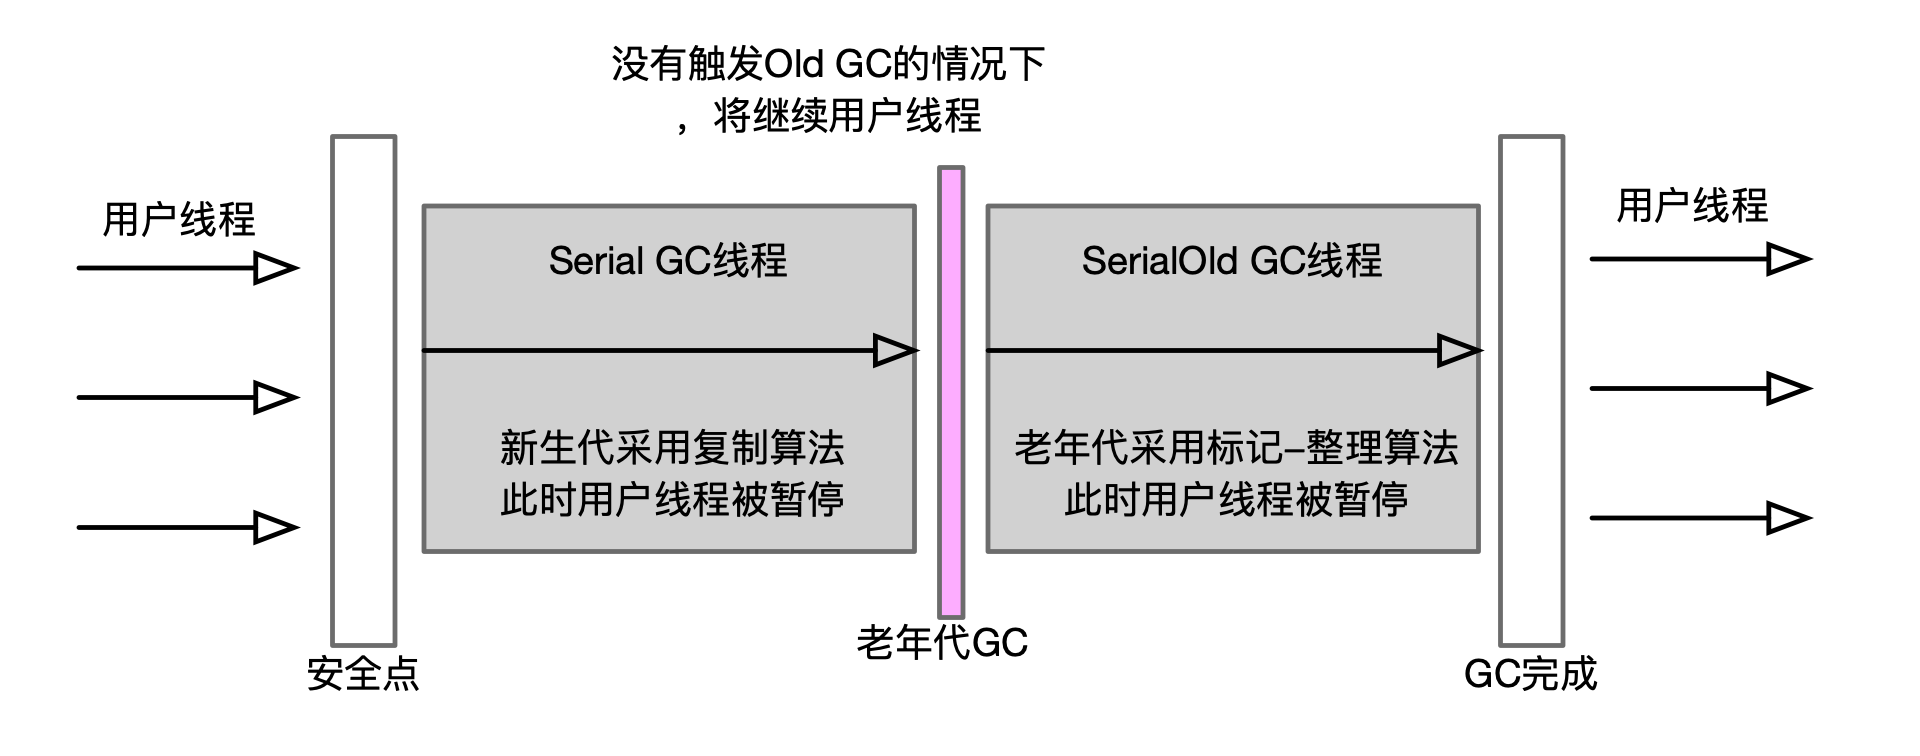 没有触发Old GC的情况下
，将继续用户线程
用户线程
Serial GC线程
新生代采用复制算法
此时用户线程被暂停
SerialOld GC线程
老年代采用标记–整理算法
此时用户线程被暂停
用户线程
安全点
老年代GC
GC完成